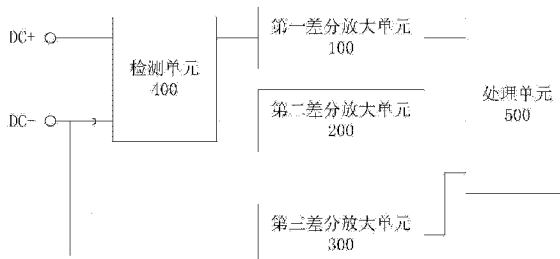 DC+
DC-
检测单元
400
第一差分放大单元
100
第二差分放大单元
200
第三差分放大单元
300
处理单元
500